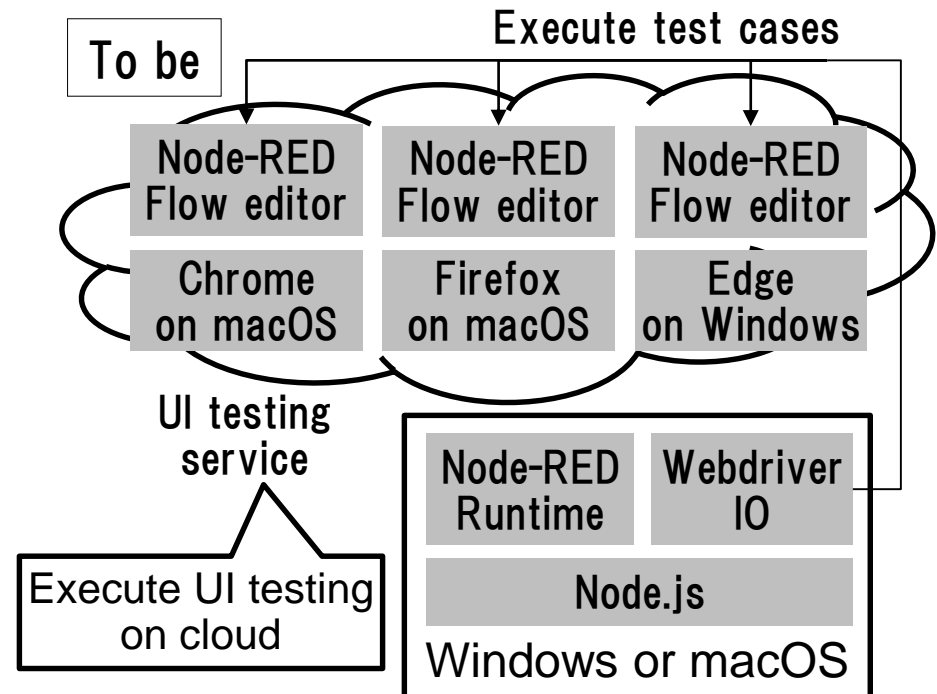 To be
Execute test cases
Node-RED
Flow editor
Node-RED
Flow editor
Node-RED
Flow editor
Chrome
on macOS
Firefox
on macOS
Edge
on Windows
UI testing
service
Execute UI testing
on cloud
Node-RED
Runtime
Webdriver
IO
Node.js
Windows or macOS